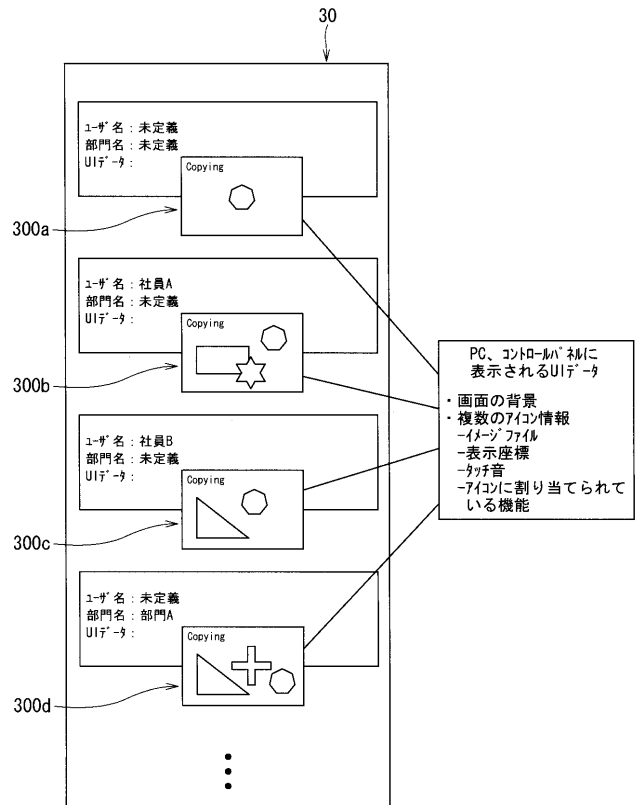 30
ﾕｰｻﾞ名：未定義
部門名：未定義
UIﾃﾞｰﾀ：
Copying
300a
ﾕｰｻﾞ名：社員A
部門名：未定義
UIﾃﾞｰﾀ：
Copying
300b
ﾕｰｻﾞ名：社員B
部門名：未定義
UIﾃﾞｰﾀ：
Copying
300c
ﾕｰｻﾞ名：未定義
部門名：部門A
UIﾃﾞｰﾀ：
Copying
300d
PC、ｺﾝﾄﾛｰﾙﾊﾟﾈﾙに
表示されるUIﾃﾞｰﾀ
・画面の背景
・複数のｱｲｺﾝ情報
－ｲﾒｰｼﾞﾌｧｲﾙ
－表示座標
－ﾀｯﾁ音
－ｱｲｺﾝに割り当てられて
いる機能